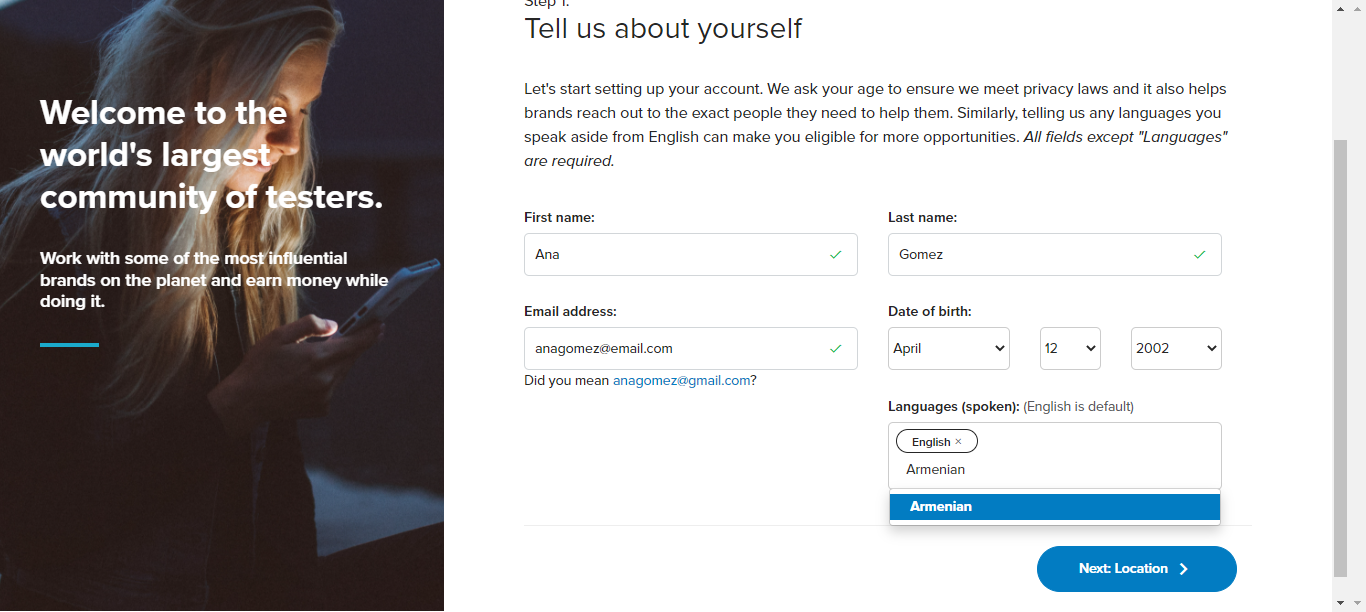 Step 1:
Tell us about yourself
Welcome to the
world's largest
community of testers.
Work with some of the most influential
brands on the planet and earn money while
doing it.
Let's start setting up your account. We ask your age to ensure we meet privacy laws and it also helps
brands reach out to the exact people they need to help them. Similarly, telling us any languages you
speak aside from English can make you eligible for more opportunities. All fields except "Languages"
are required.
First name:
Last name:
Ana
Gomez
Email address:
Date of birth:
anagomez@email.com
April
12
2002
Did you mean anagomez@gmail.com?
Languages (spoken): (English is default)
English ×
Armenian
Armenian
Next: Location